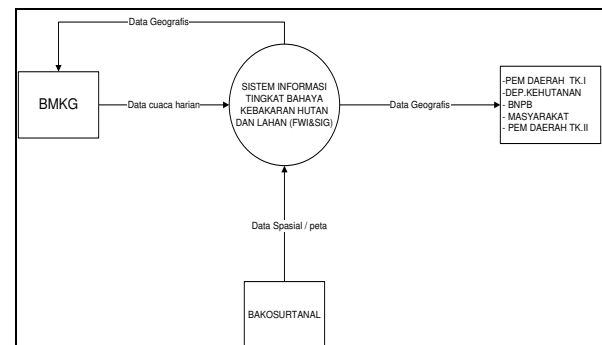 Data Geografis
BMKG
Data cuaca harian
SISTEM INFORMASI
TINGKAT BAHAYA
KEBAKARAN HUTAN
DAN LAHAN (FWI&SIG)
Data Geografis
-PEM DAERAH TK.I
-DEP.KEHUTANAN
- BNPB
- MASYARAKAT
- PEM DAERAH TK.II
Data Spasial / peta
BAKOSURTANAL